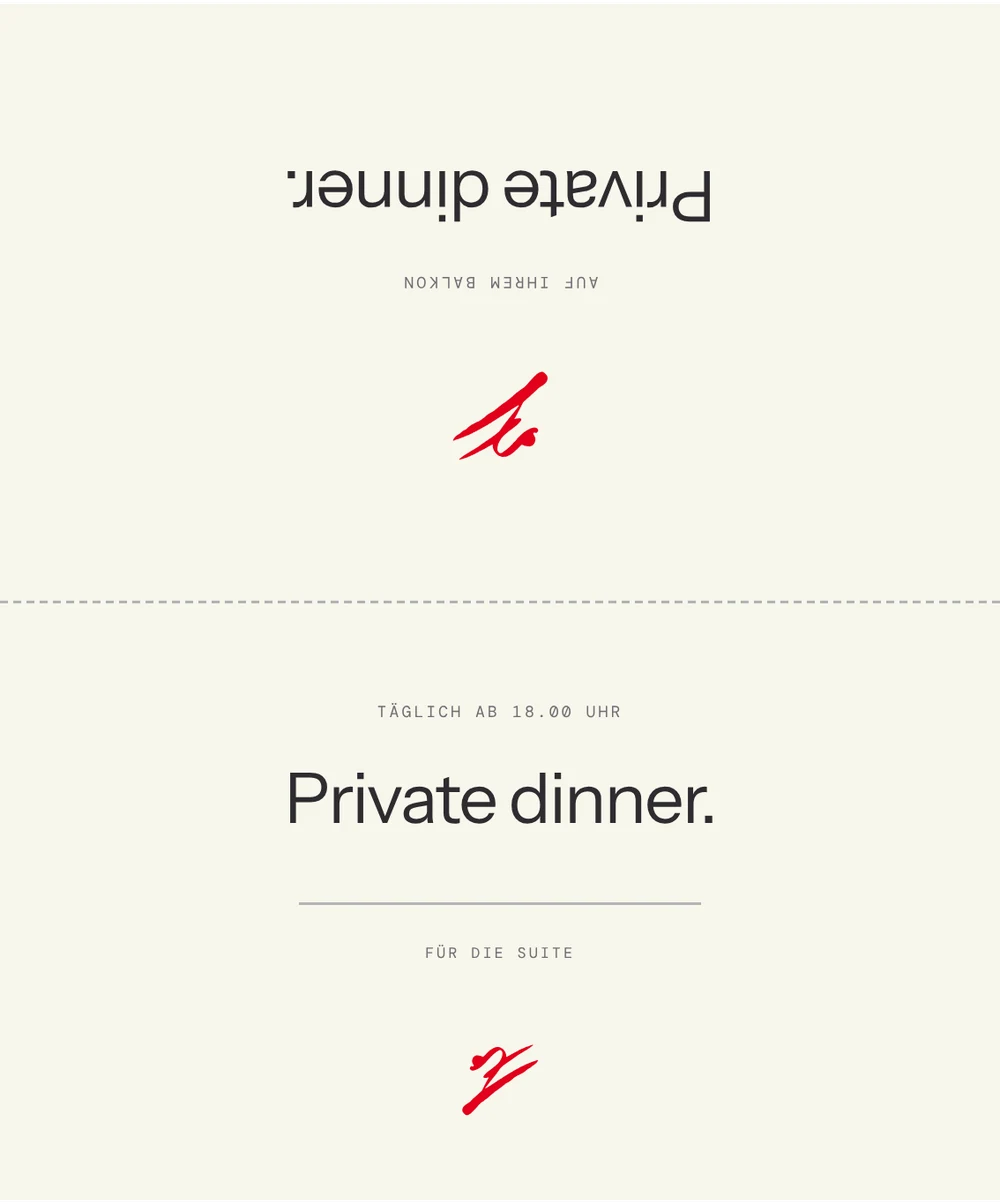 Private dinner.
AUF IHREM BALKON
TÄGLICH AB 18.00 UHR
Private dinner.
FÜR DIE SUITE